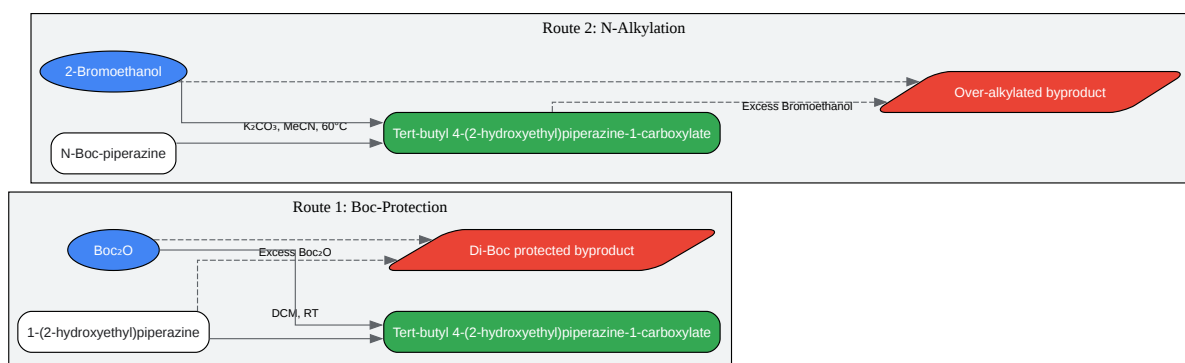 Route 2: N-Alkylation
2-Bromoethanol
Over-alkylated byproduct
Excess Bromoethanol
K₂CO₃, MeCN, 60°C
Tert-butyl 4-(2-hydroxyethyl)piperazine-1-carboxylate
N-Boc-piperazine
Route 1: Boc-Protection
Boc₂O
Excess Boc₂O
Di-Boc protected byproduct
DCM, RT
1-(2-hydroxyethyl)piperazine
Tert-butyl 4-(2-hydroxyethyl)piperazine-1-carboxylate